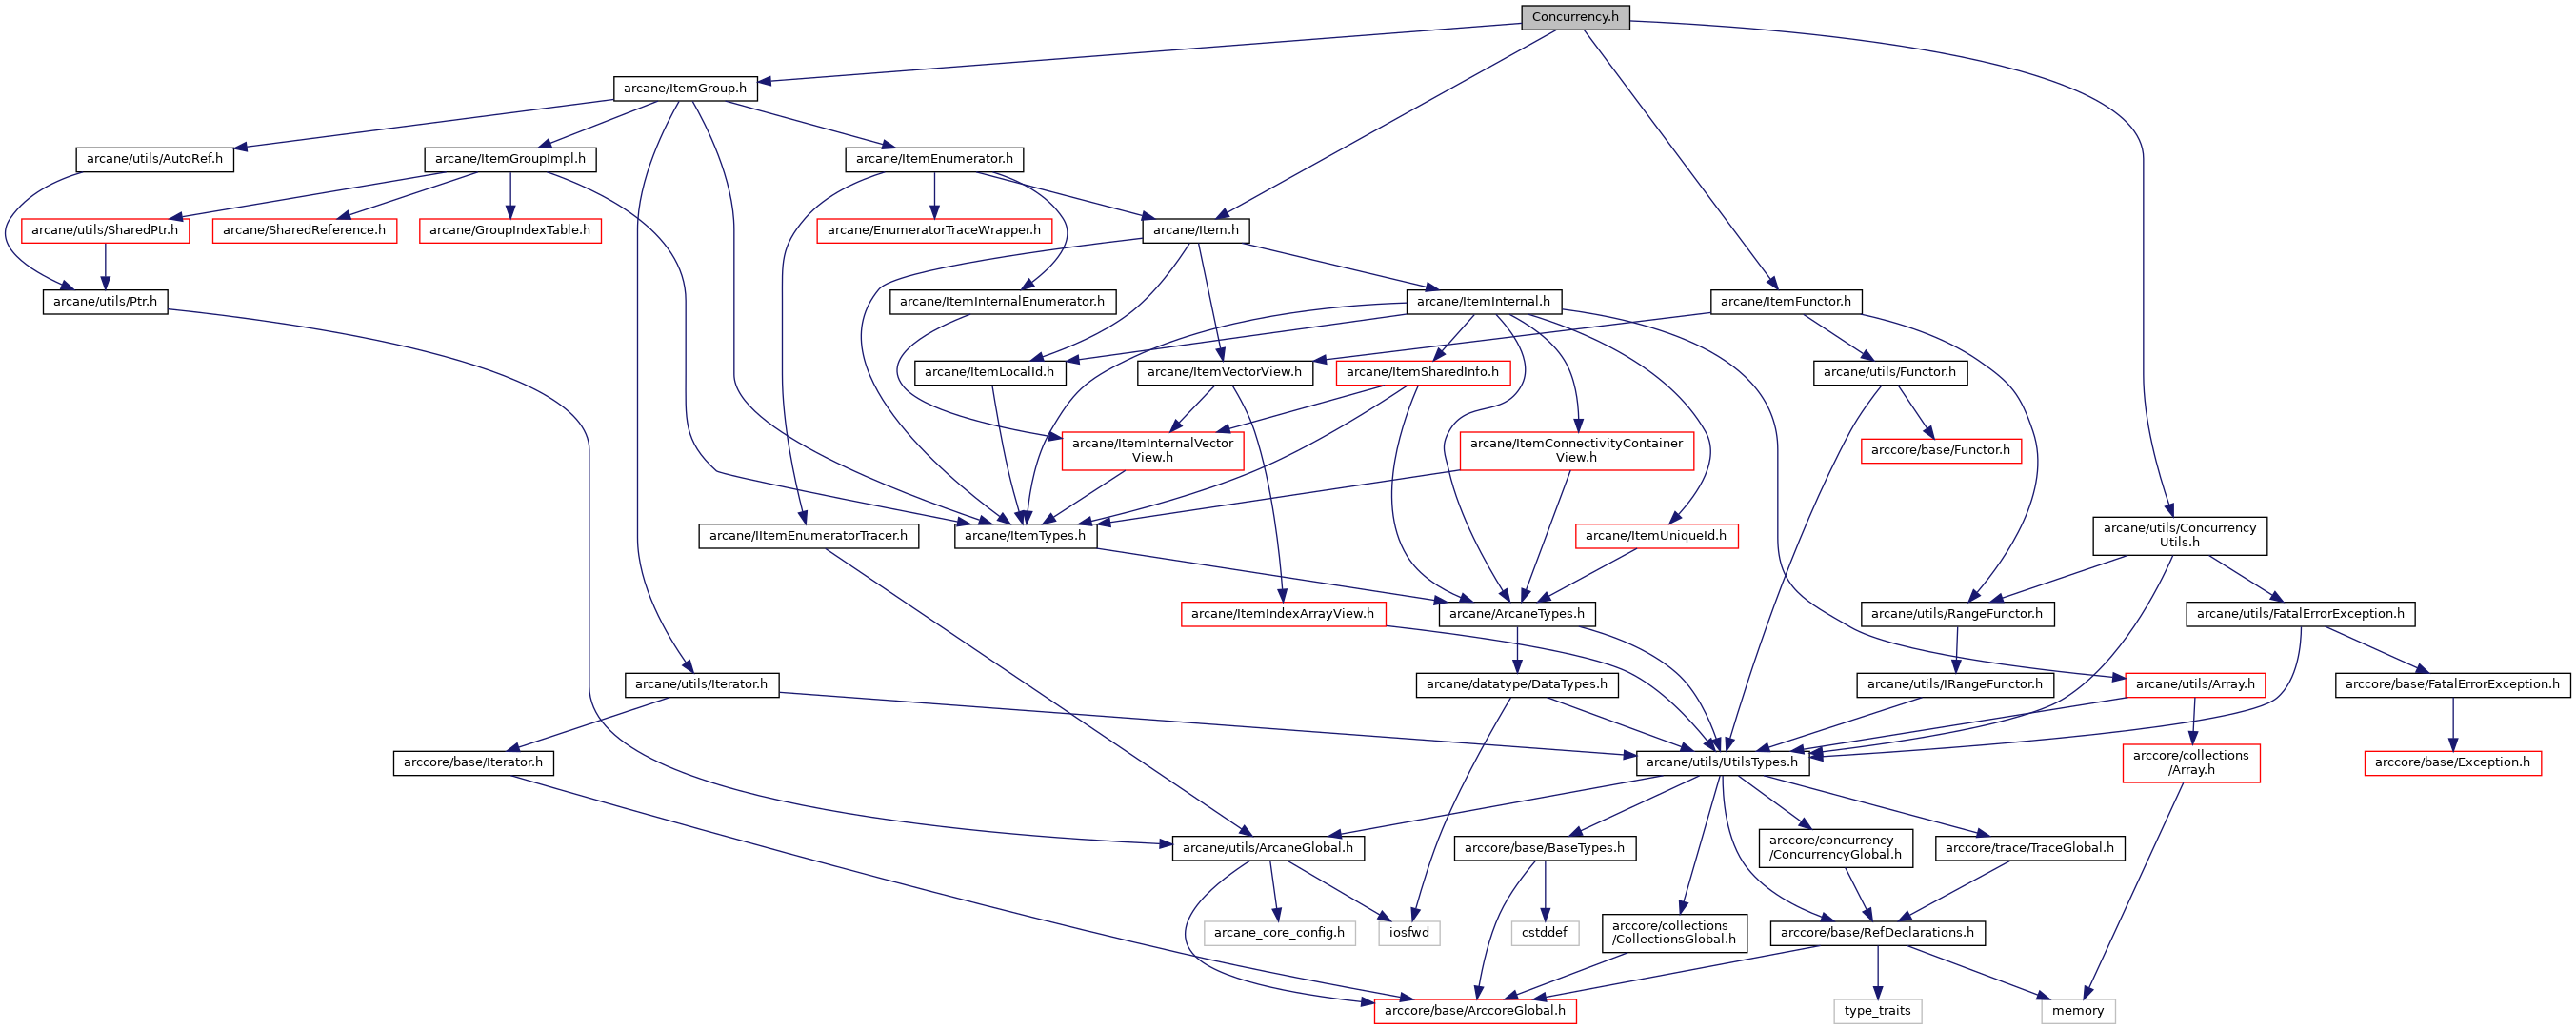 Concurrency.h
arcane/ItemGroup.h
arcane/utils/AutoRef.h
arcane/ItemGroupImpl.h
arcane/ItemEnumerator.h
arcane/utils/SharedPtr.h
arcane/SharedReference.h
arcane/GroupIndexTable.h
arcane/EnumeratorTraceWrapper.h
arcane/Item.h
arcane/utils/Ptr.h
arcane/ItemInternalEnumerator.h
arcane/ItemInternal.h
arcane/ItemFunctor.h
arcane/ItemLocalId.h
arcane/ItemVectorView.h
arcane/ItemSharedInfo.h
arcane/utils/Functor.h
arcane/ItemInternalVector
View.h
arcane/ItemConnectivityContainer
View.h
arccore/base/Functor.h
arcane/IItemEnumeratorTracer.h
arcane/ItemTypes.h
arcane/ItemUniqueId.h
arcane/utils/Concurrency
Utils.h
arcane/ItemIndexArrayView.h
arcane/ArcaneTypes.h
arcane/utils/RangeFunctor.h
arcane/utils/FatalErrorException.h
arcane/utils/Iterator.h
arcane/datatype/DataTypes.h
arcane/utils/IRangeFunctor.h
arcane/utils/Array.h
arccore/base/FatalErrorException.h
arccore/base/Iterator.h
arcane/utils/UtilsTypes.h
arccore/collections
/Array.h
arccore/base/Exception.h
arcane/utils/ArcaneGlobal.h
arccore/base/BaseTypes.h
arccore/concurrency
/ConcurrencyGlobal.h
arccore/trace/TraceGlobal.h
arcane_core_config.h
iosfwd
cstddef
arccore/collections
/CollectionsGlobal.h
arccore/base/RefDeclarations.h
arccore/base/ArccoreGlobal.h
type_traits
memory